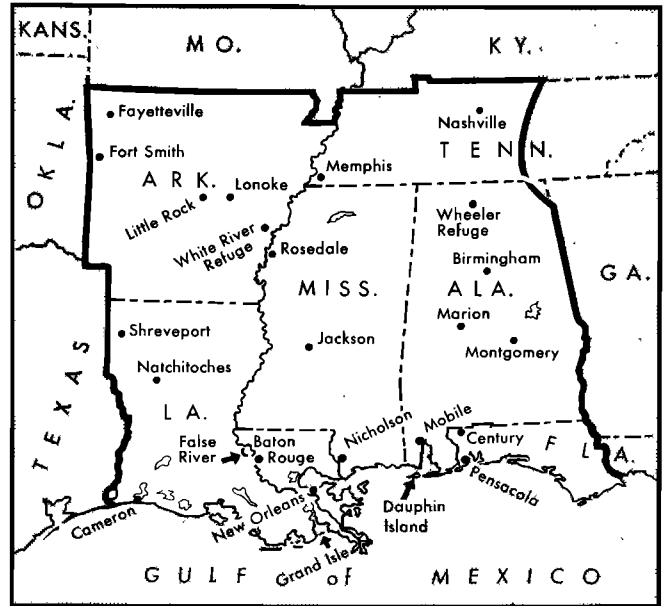 KANS.
MO.
KY.
OKLA.
Fayetteville
Nashville
TENN.
Fort Smith
Memphis
ARK.
Lonoke
Little Rock
Wheeler
Refuge
White River
Refuge
Rosedale
Birmingham
GA.
MISS.
ALA.
Marion
Shreveport
Jackson
Montgomery
TEXAS
Natchitoches
LA.
False
River
Baton
Rouge
Nicholson
Mobile
Century
FLA.
Pensacola
Dauphin
Island
New Orleans
Cameron
Grand Isle
GULF of MEXICO